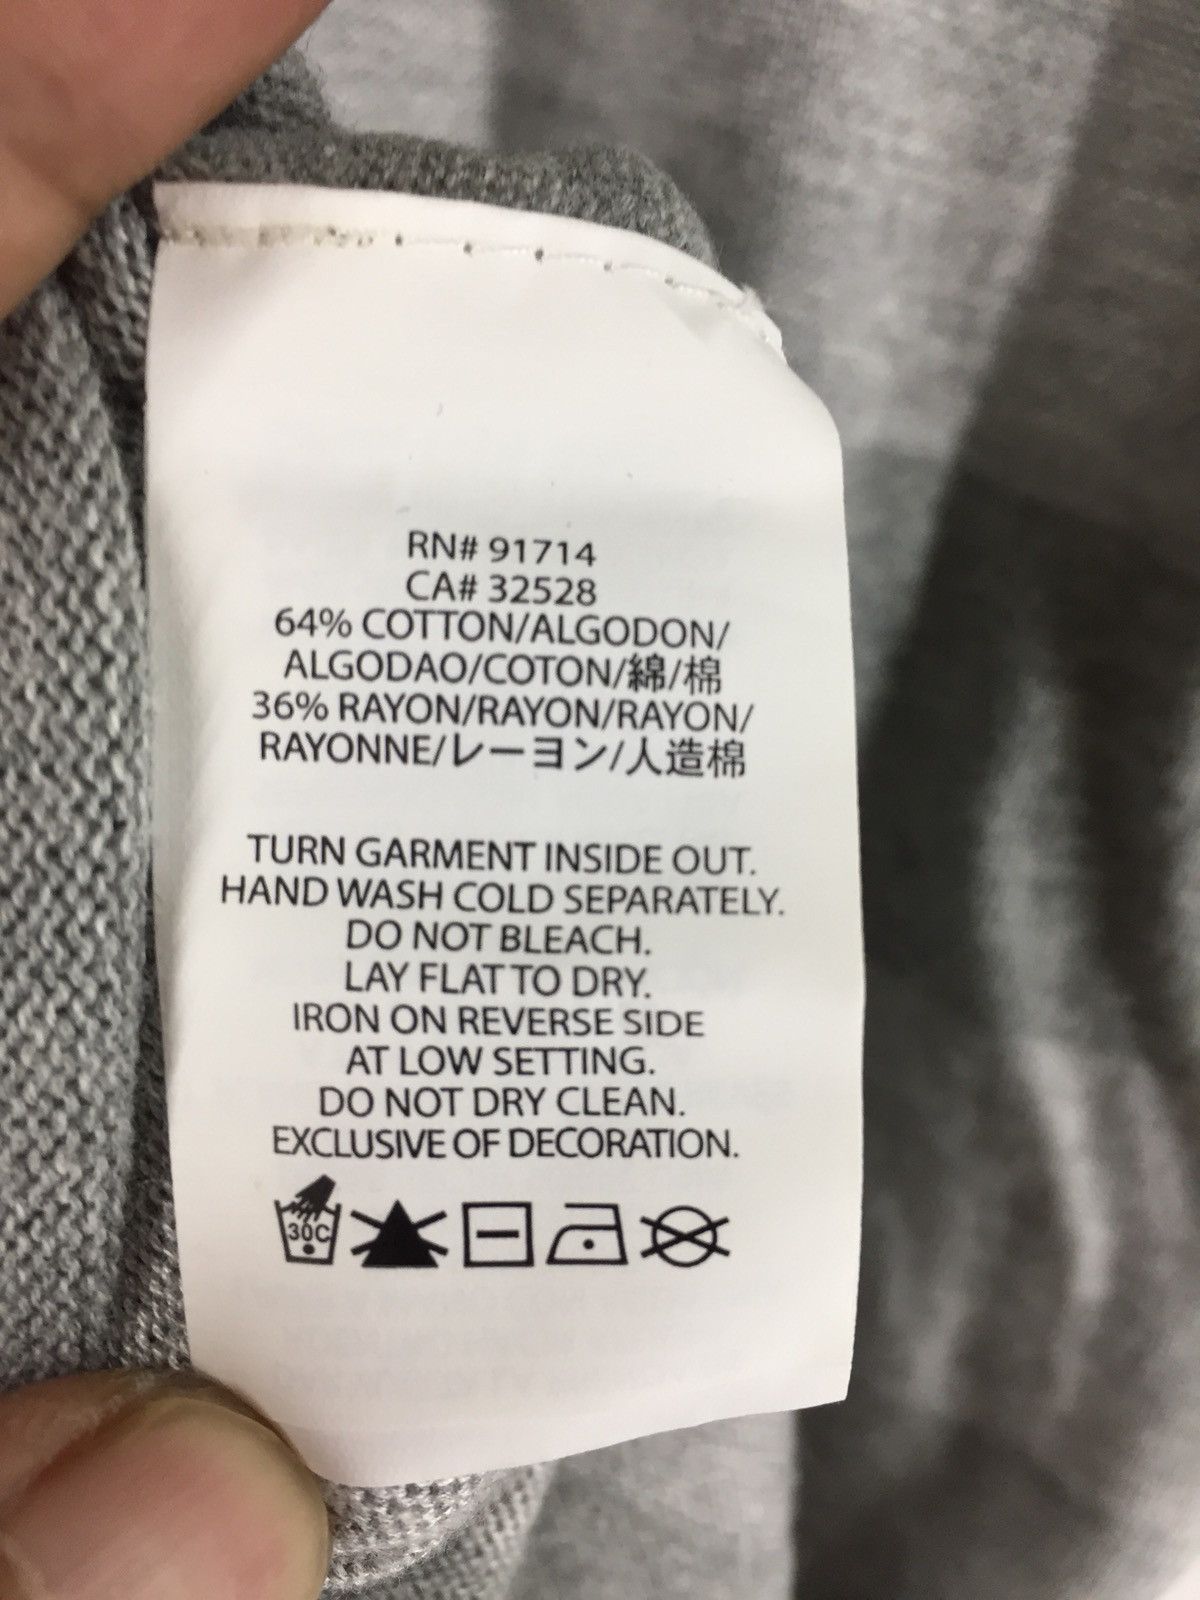 RN# 91714
CA# 32528
64% COTTON/ALGODON/
ALGODAO/COTON/綿/棉
36% RAYON/RAYON/RAYON/
RAYONNE/レーヨン/人造棉
TURN GARMENT INSIDE OUT.
HAND WASH COLD SEPARATELY.
DO NOT BLEACH.
LAY FLAT TO DRY.
IRON ON REVERSE SIDE
AT LOW SETTING.
DO NOT DRY CLEAN.
EXCLUSIVE OF DECORATION.
30C